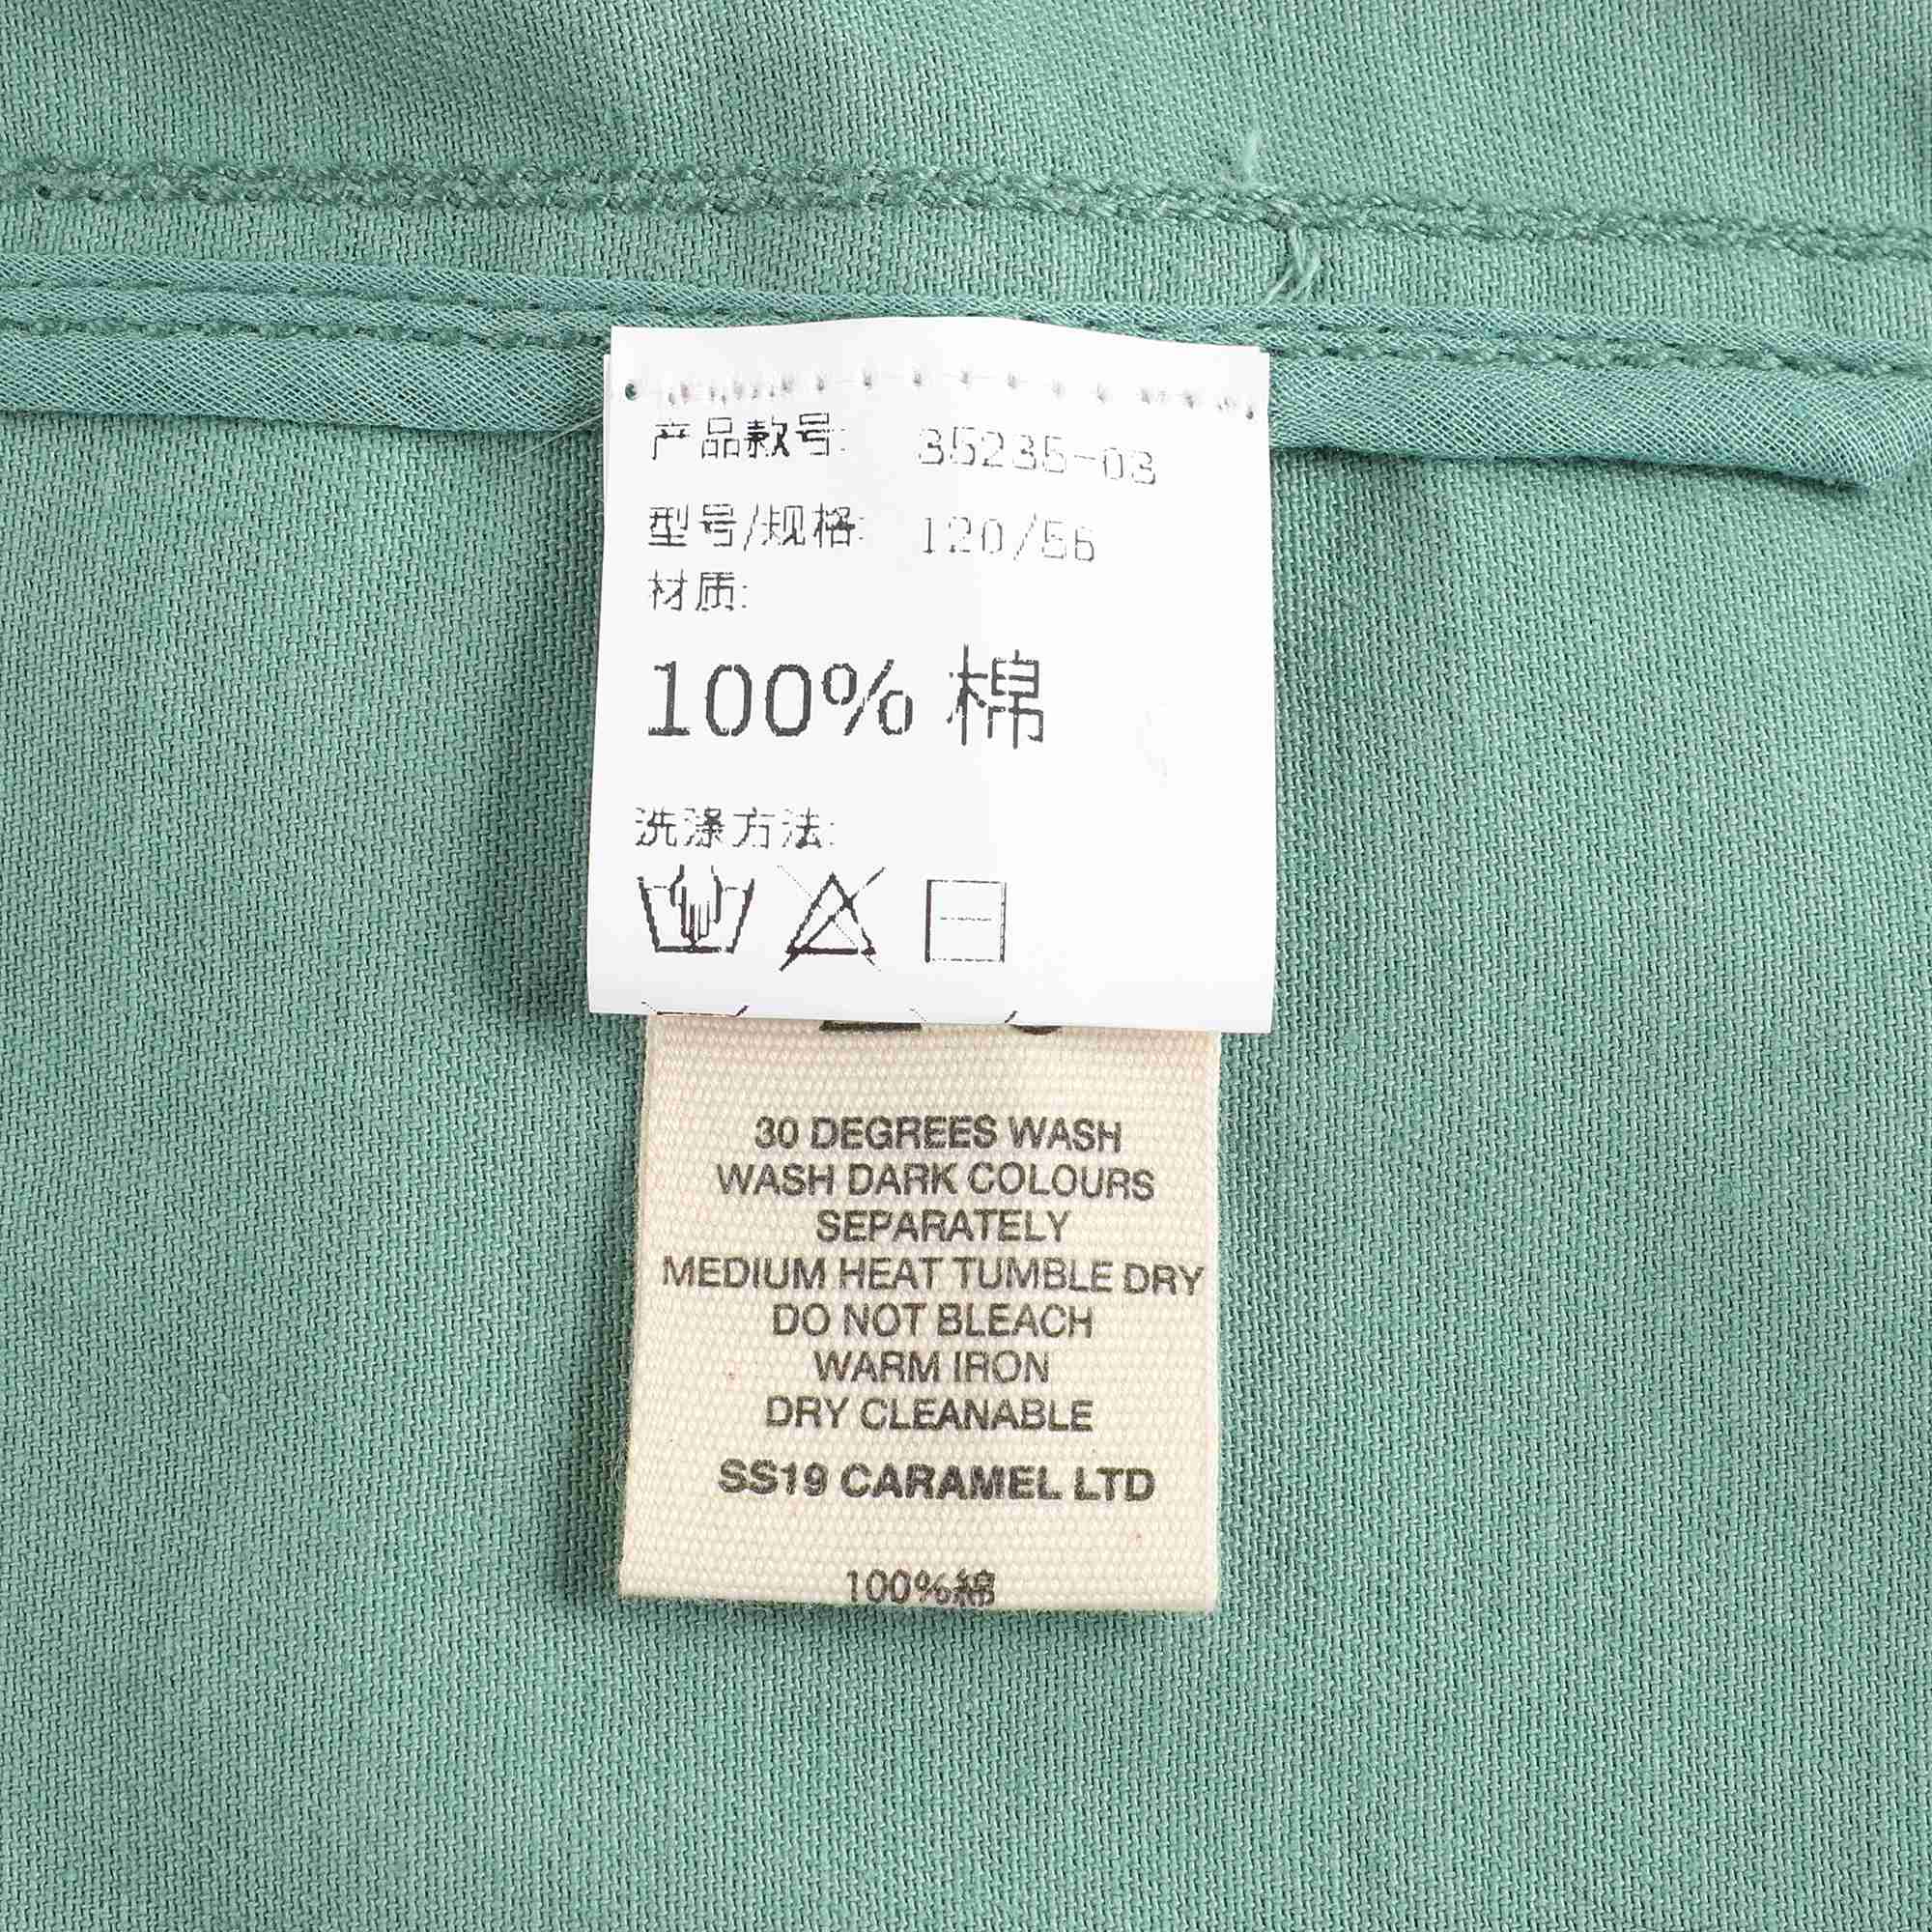 产品款号: 35235-03
型号/规格: 120/56
材质:
100% 棉
洗涤方法:
30 DEGREES WASH
WASH DARK COLOURS
SEPARATELY
MEDIUM HEAT TUMBLE DRY
DO NOT BLEACH
WARM IRON
DRY CLEANABLE
SS19 CARAMEL LTD
100%綿